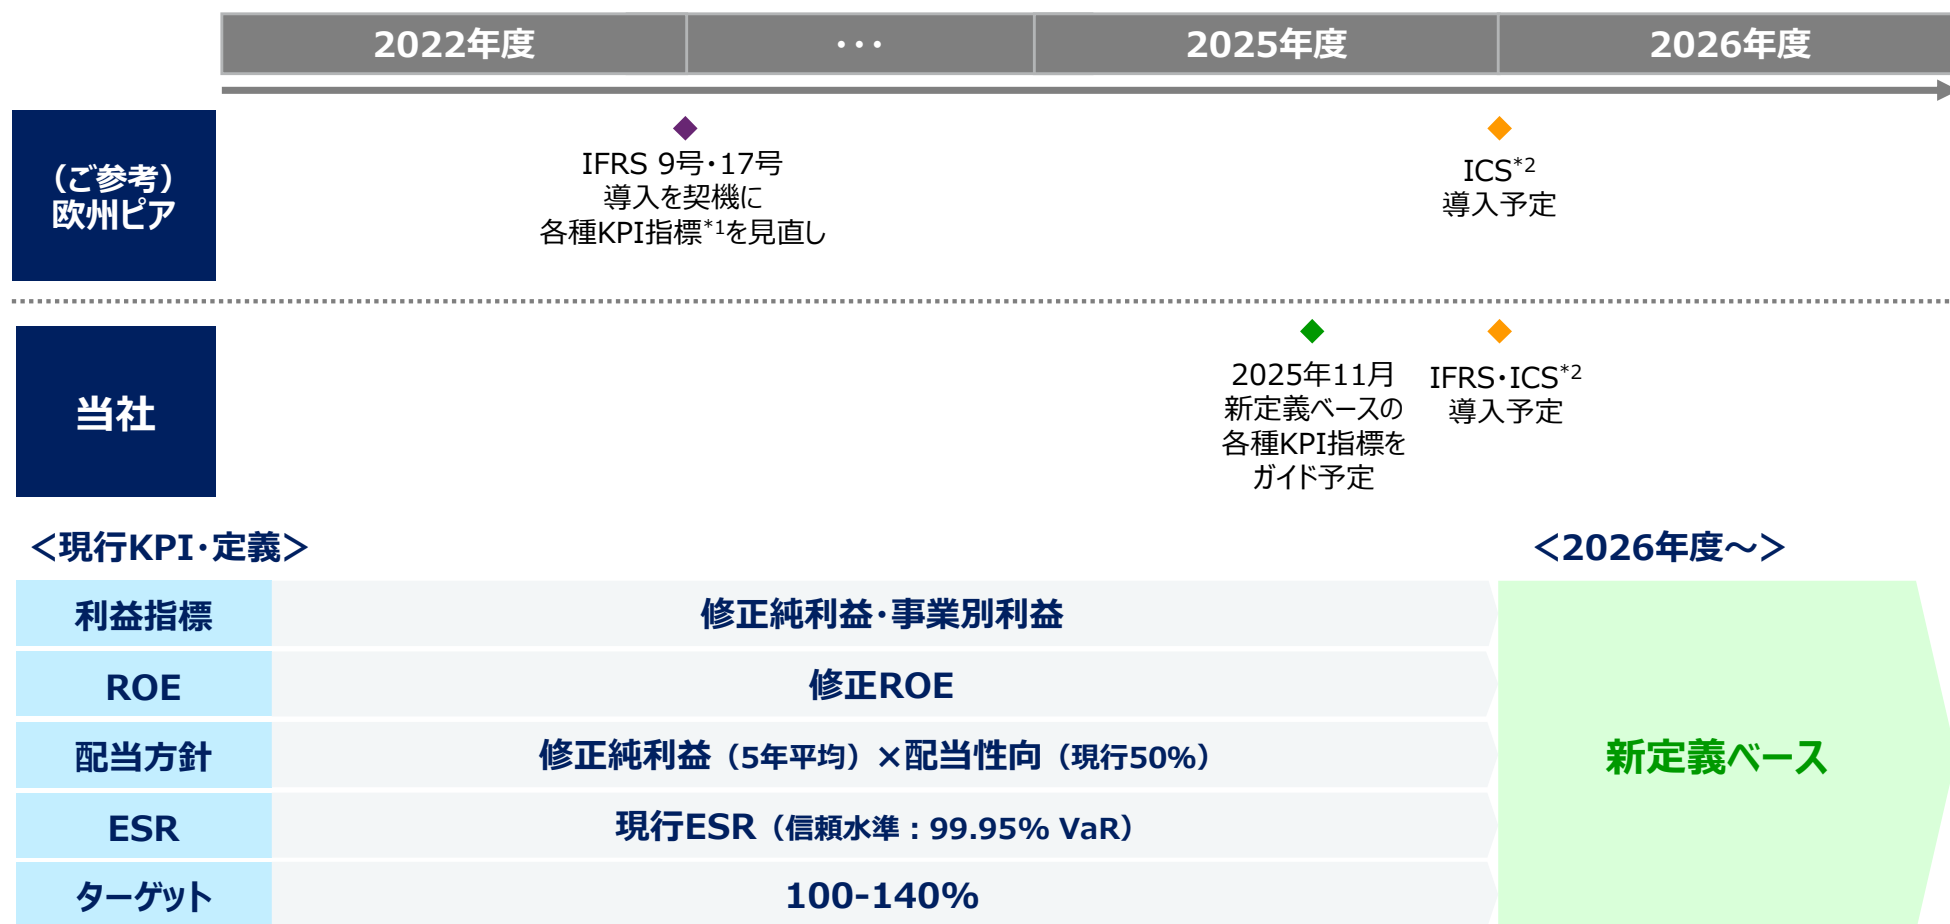 2022年度
・・・
2025年度
2026年度
（ご参考）
欧州ピア
IFRS 9号・17号
導入を契機に
各種KPI指標*1を見直し
ICS*2
導入予定
当社
2025年11月
新定義ベースの
各種KPI指標を
ガイド予定
IFRS・ICS*2
導入予定
＜現行KPI・定義＞
＜2026年度～＞
利益指標
修正純利益・事業別利益
ROE
修正ROE
配当方針
修正純利益（5年平均）×配当性向（現行50%）
新定義ベース
ESR
現行ESR（信頼水準：99.95% VaR）
ターゲット
100-140%